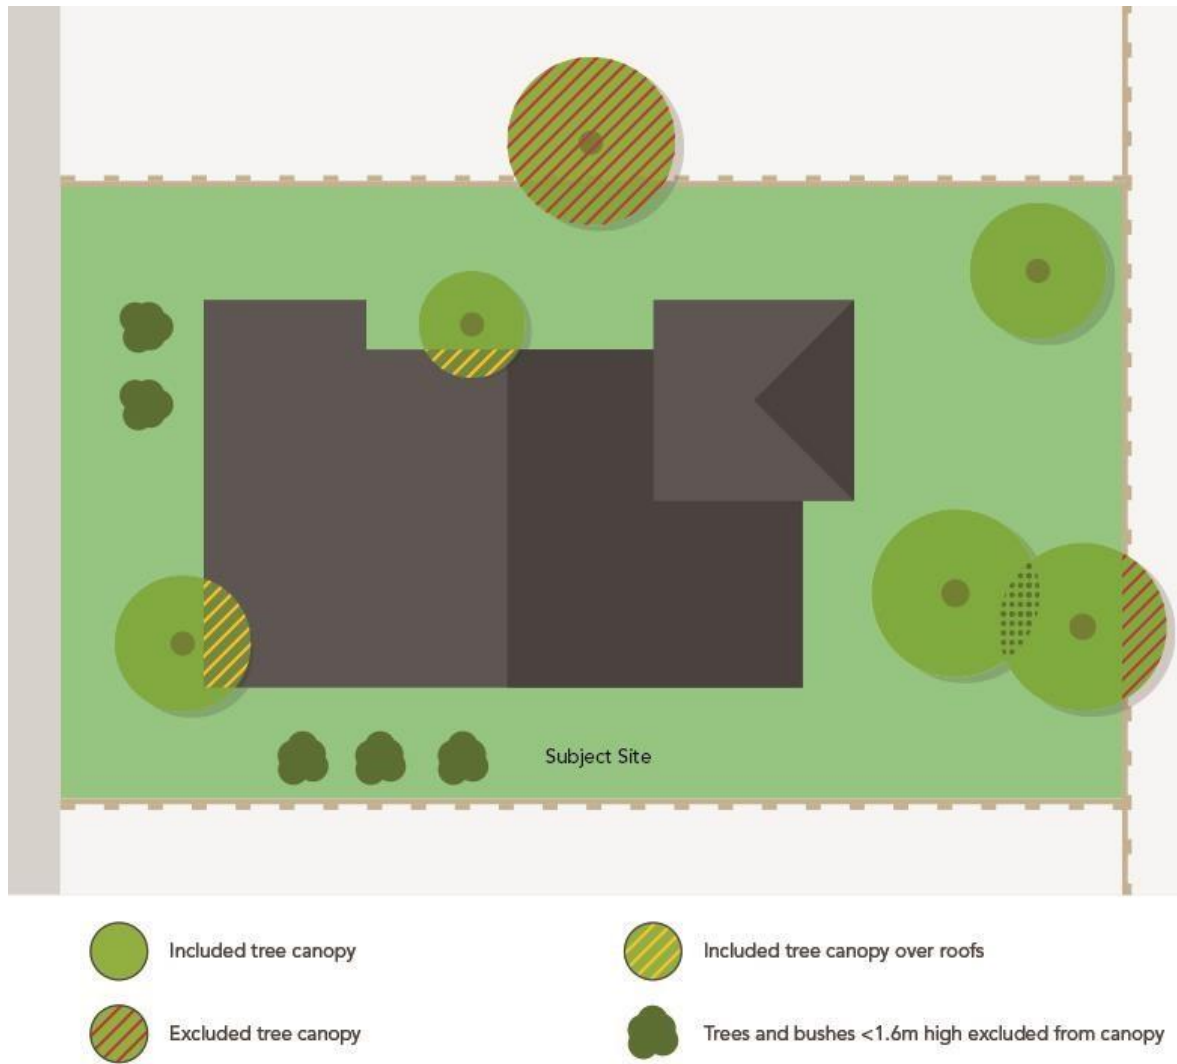 Subject Site
Included tree canopy
Included tree canopy over roofs
Excluded tree canopy
Trees and bushes <1.6m high excluded from canopy